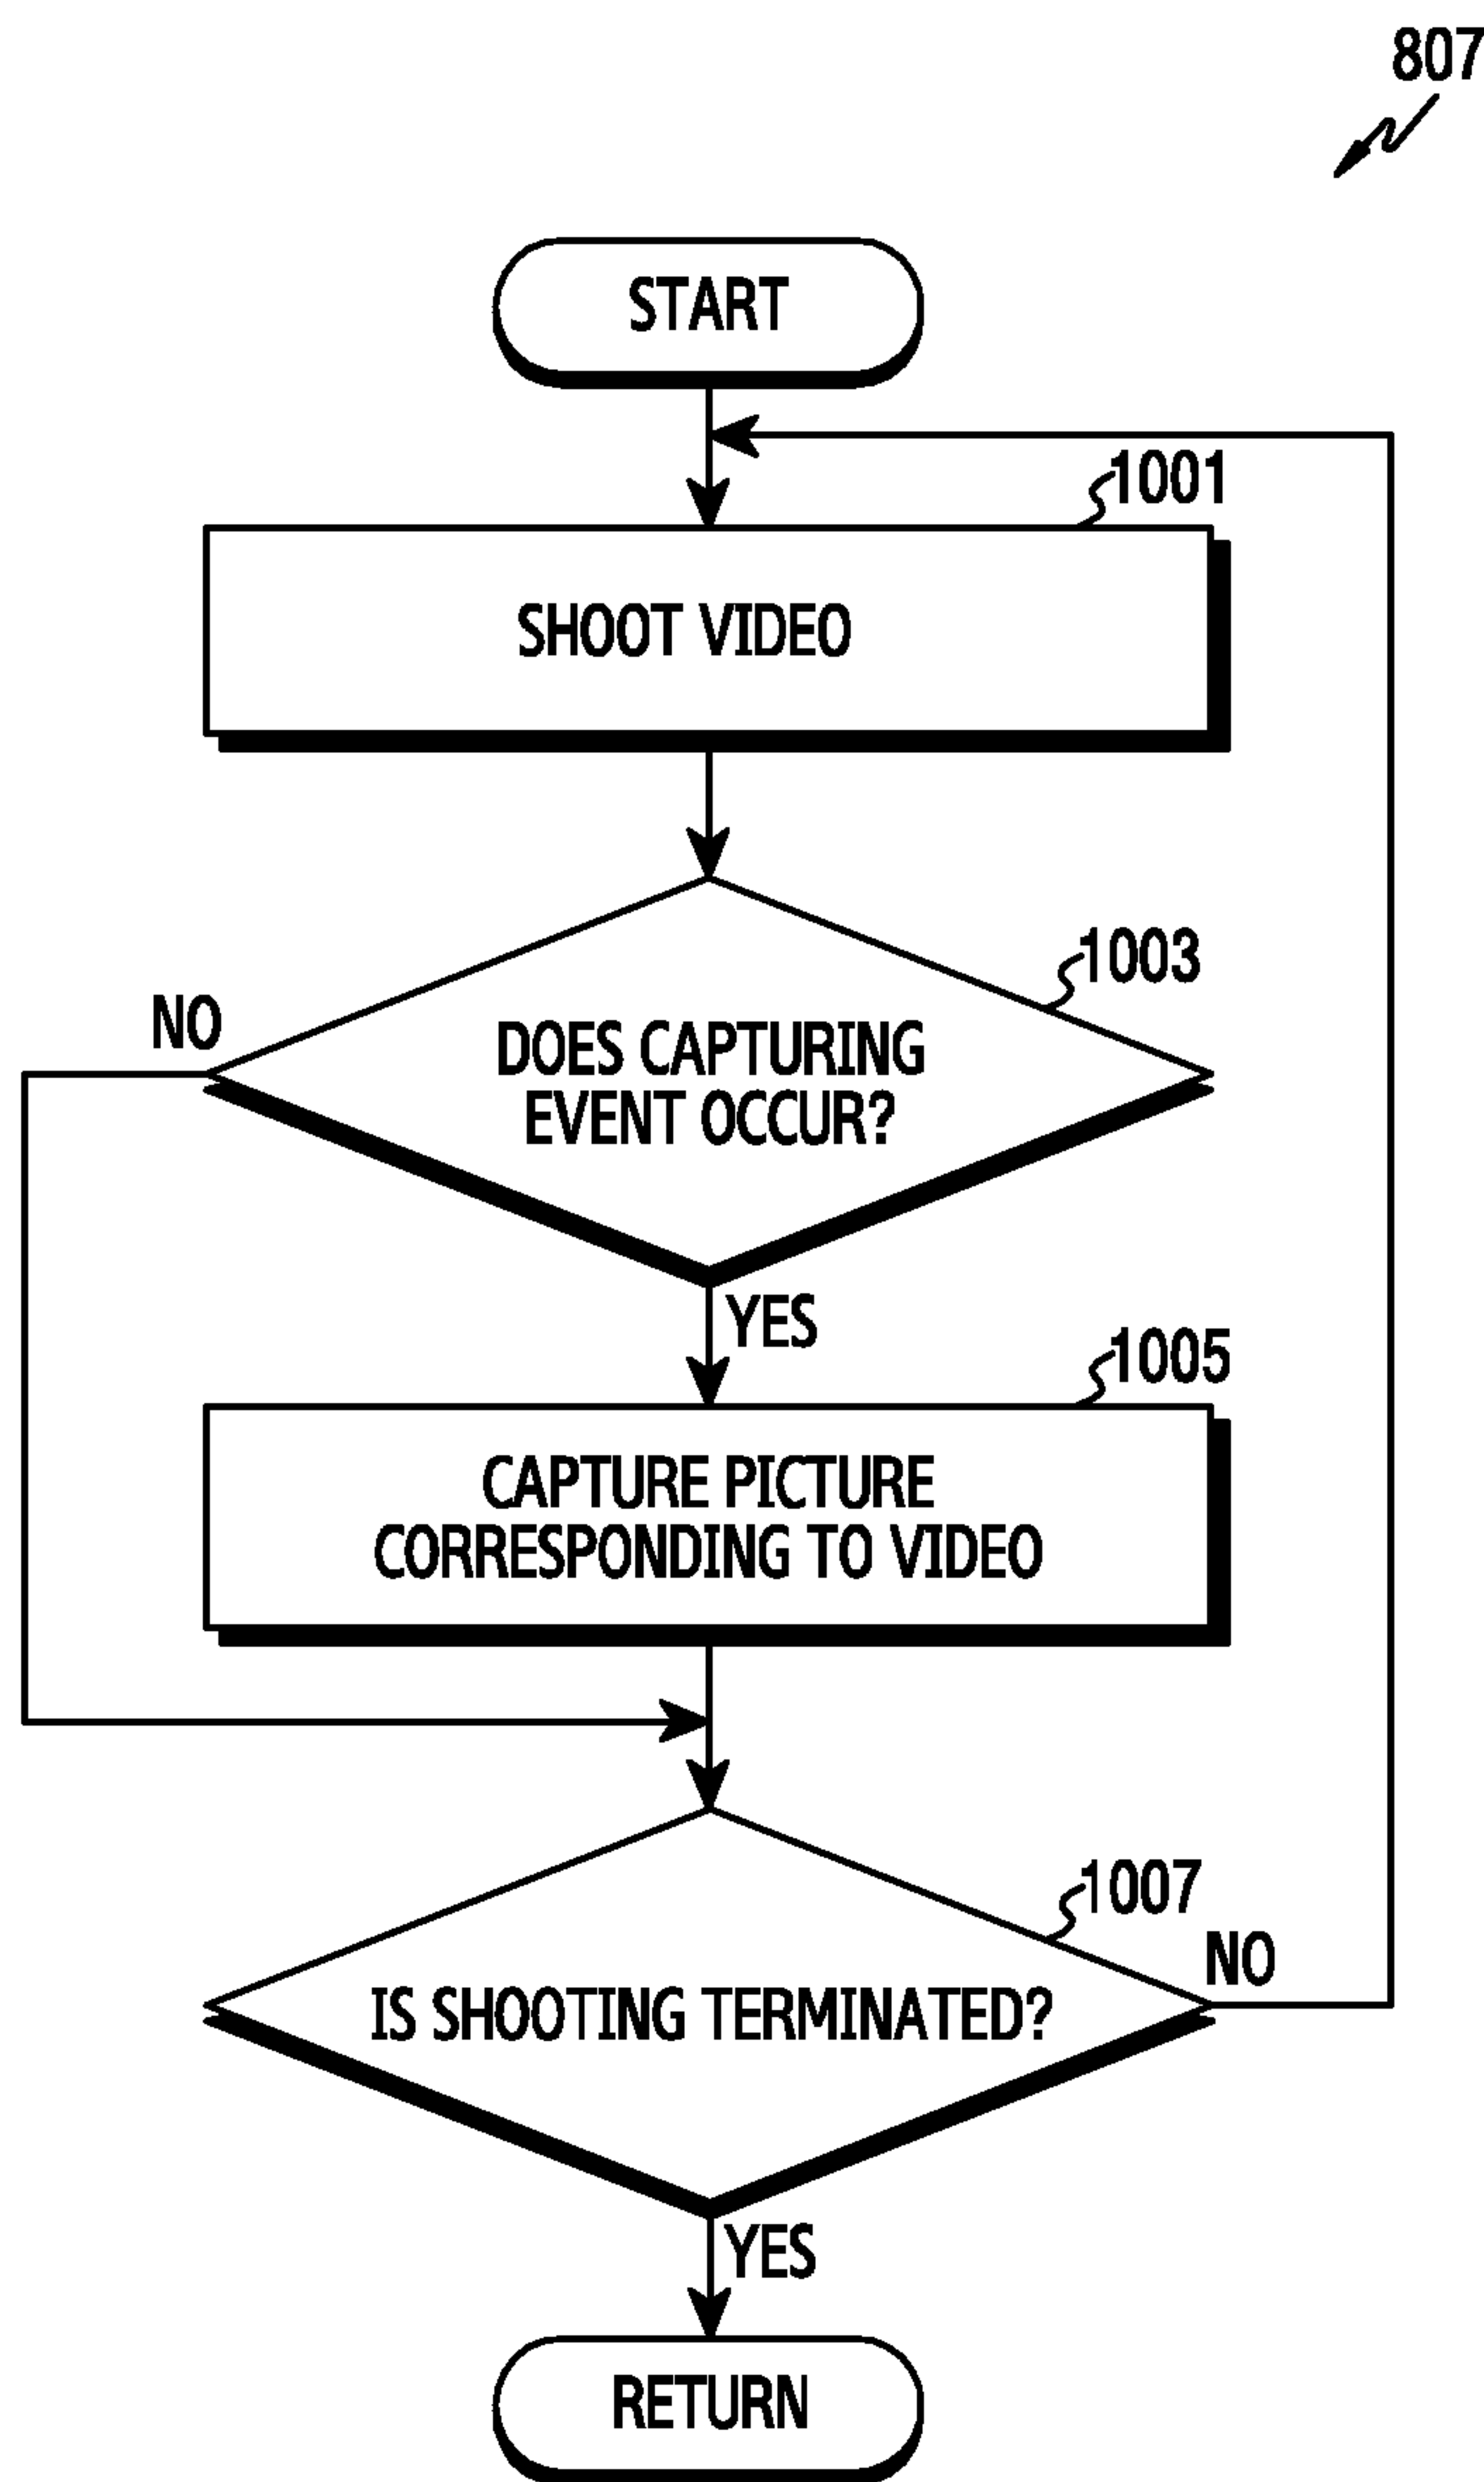 807
START
1001
SHOOT VIDEO
1003
NO
DOES CAPTURING
EVENT OCCUR?
YES
1005
CAPTURE PICTURE
CORRESPONDING TO VIDEO
1007
NO
IS SHOOTING TERMINATED?
YES
RETURN